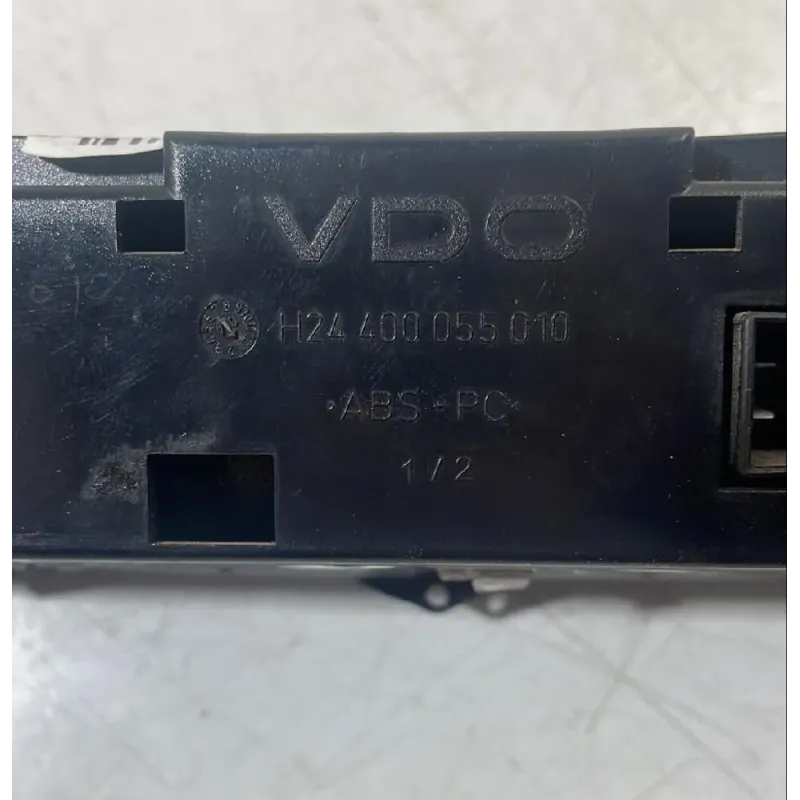 VDO
H24 400 055 010
•ABS-PC•
1/2